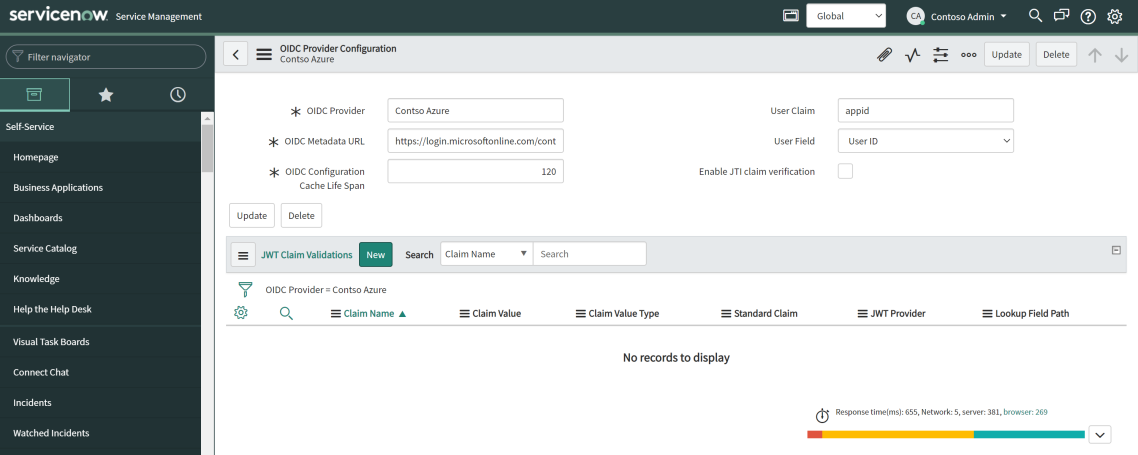 servicenow Service Management
Global
CA Contoso Admin
Filter navigator
Self-Service
Homepage
Business Applications
Dashboards
Service Catalog
Knowledge
Help the Help Desk
Visual Task Boards
Connect Chat
Incidents
Watched Incidents
OIDC Provider Configuration
Contoso Azure
Update Delete
OIDC Provider Contso Azure
OIDC Metadata URL https://login.microsoftonline.com/cont
OIDC Configuration
Cache Life Span
120
User Claim appid
User Field User ID
Enable JTI claim verification
Update Delete
JWT Claim Validations New Search Claim Name Search
OIDC Provider = Contso Azure
Claim Name Claim Value Claim Value Type Standard Claim JWT Provider Lookup Field Path
No records to display
Response time(ms): 655, Network: 5, server: 381, browser: 269